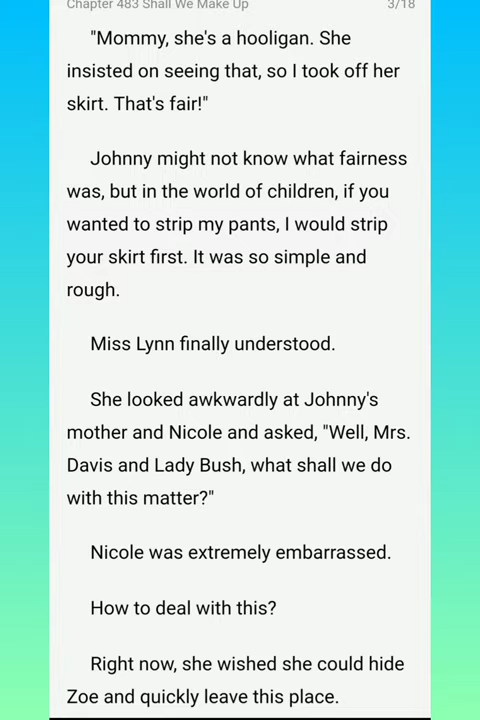 Chapter 483 Shall We Make Up 3/18
"Mommy, she's a hooligan. She
insisted on seeing that, so I took off her
skirt. That's fair!"
Johnny might not know what fairness
was, but in the world of children, if you
wanted to strip my pants, I would strip
your skirt first. It was so simple and
rough.
Miss Lynn finally understood.
She looked awkwardly at Johnny's
mother and Nicole and asked, "Well, Mrs.
Davis and Lady Bush, what shall we do
with this matter?"
Nicole was extremely embarrassed.
How to deal with this?
Right now, she wished she could hide
Zoe and quickly leave this place.